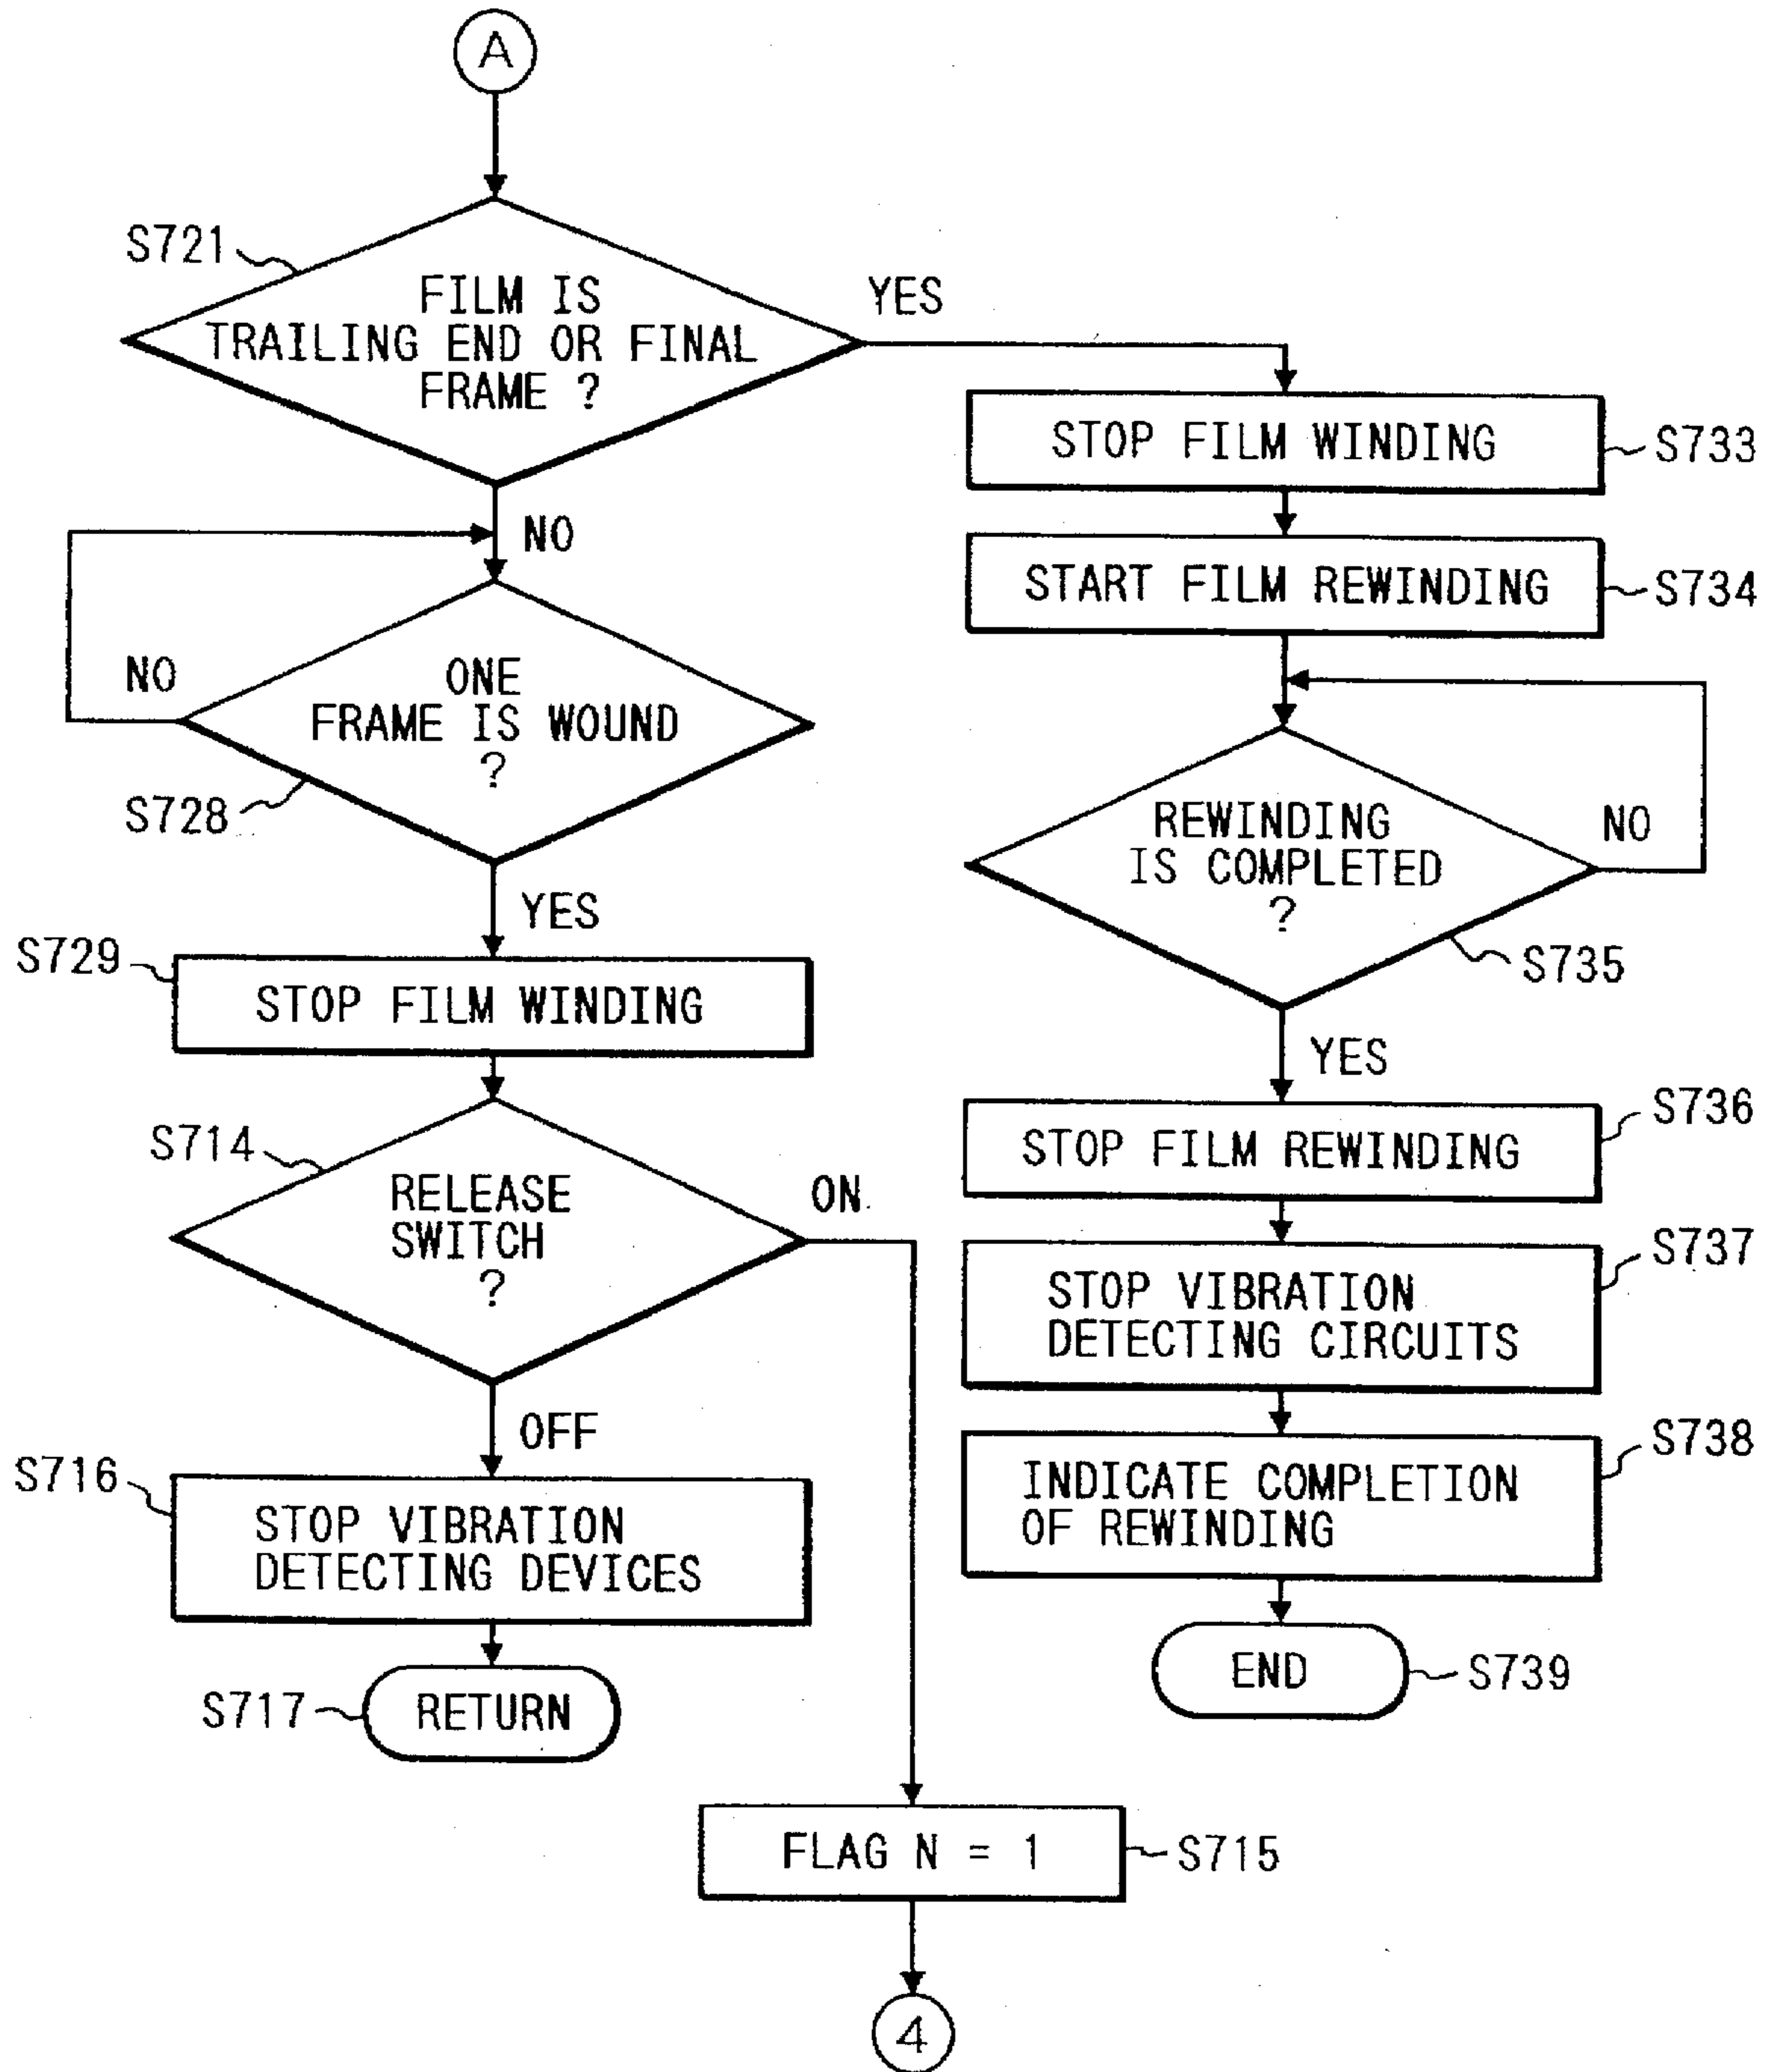 A
S721
FILM IS
TRAILING END OR FINAL
FRAME ?
YES
NO
STOP FILM WINDING
S733
START FILM REWINDING
S734
NO
ONE
FRAME IS WOUND
?
S728
YES
REWINDING
IS COMPLETED
?
NO
S735
YES
S729
STOP FILM WINDING
S714
RELEASE
SWITCH
?
ON
OFF
STOP FILM REWINDING
S736
STOP VIBRATION
DETECTING CIRCUITS
S737
INDICATE COMPLETION
OF REWINDING
S738
END
S739
S716
STOP VIBRATION
DETECTING DEVICES
S717
RETURN
FLAG N = 1
S715
4